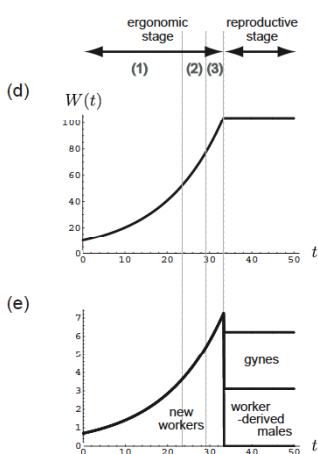 ergonomic stage
reproductive stage
(1)
(2)
(3)
(d)
W(t)
100
80
60
40
20
0
0 10 20 30 40 50 t
(e)
7
6
5
4
3
2
1
0
gynes
new workers
worker -derived males
0 10 20 30 40 50 t